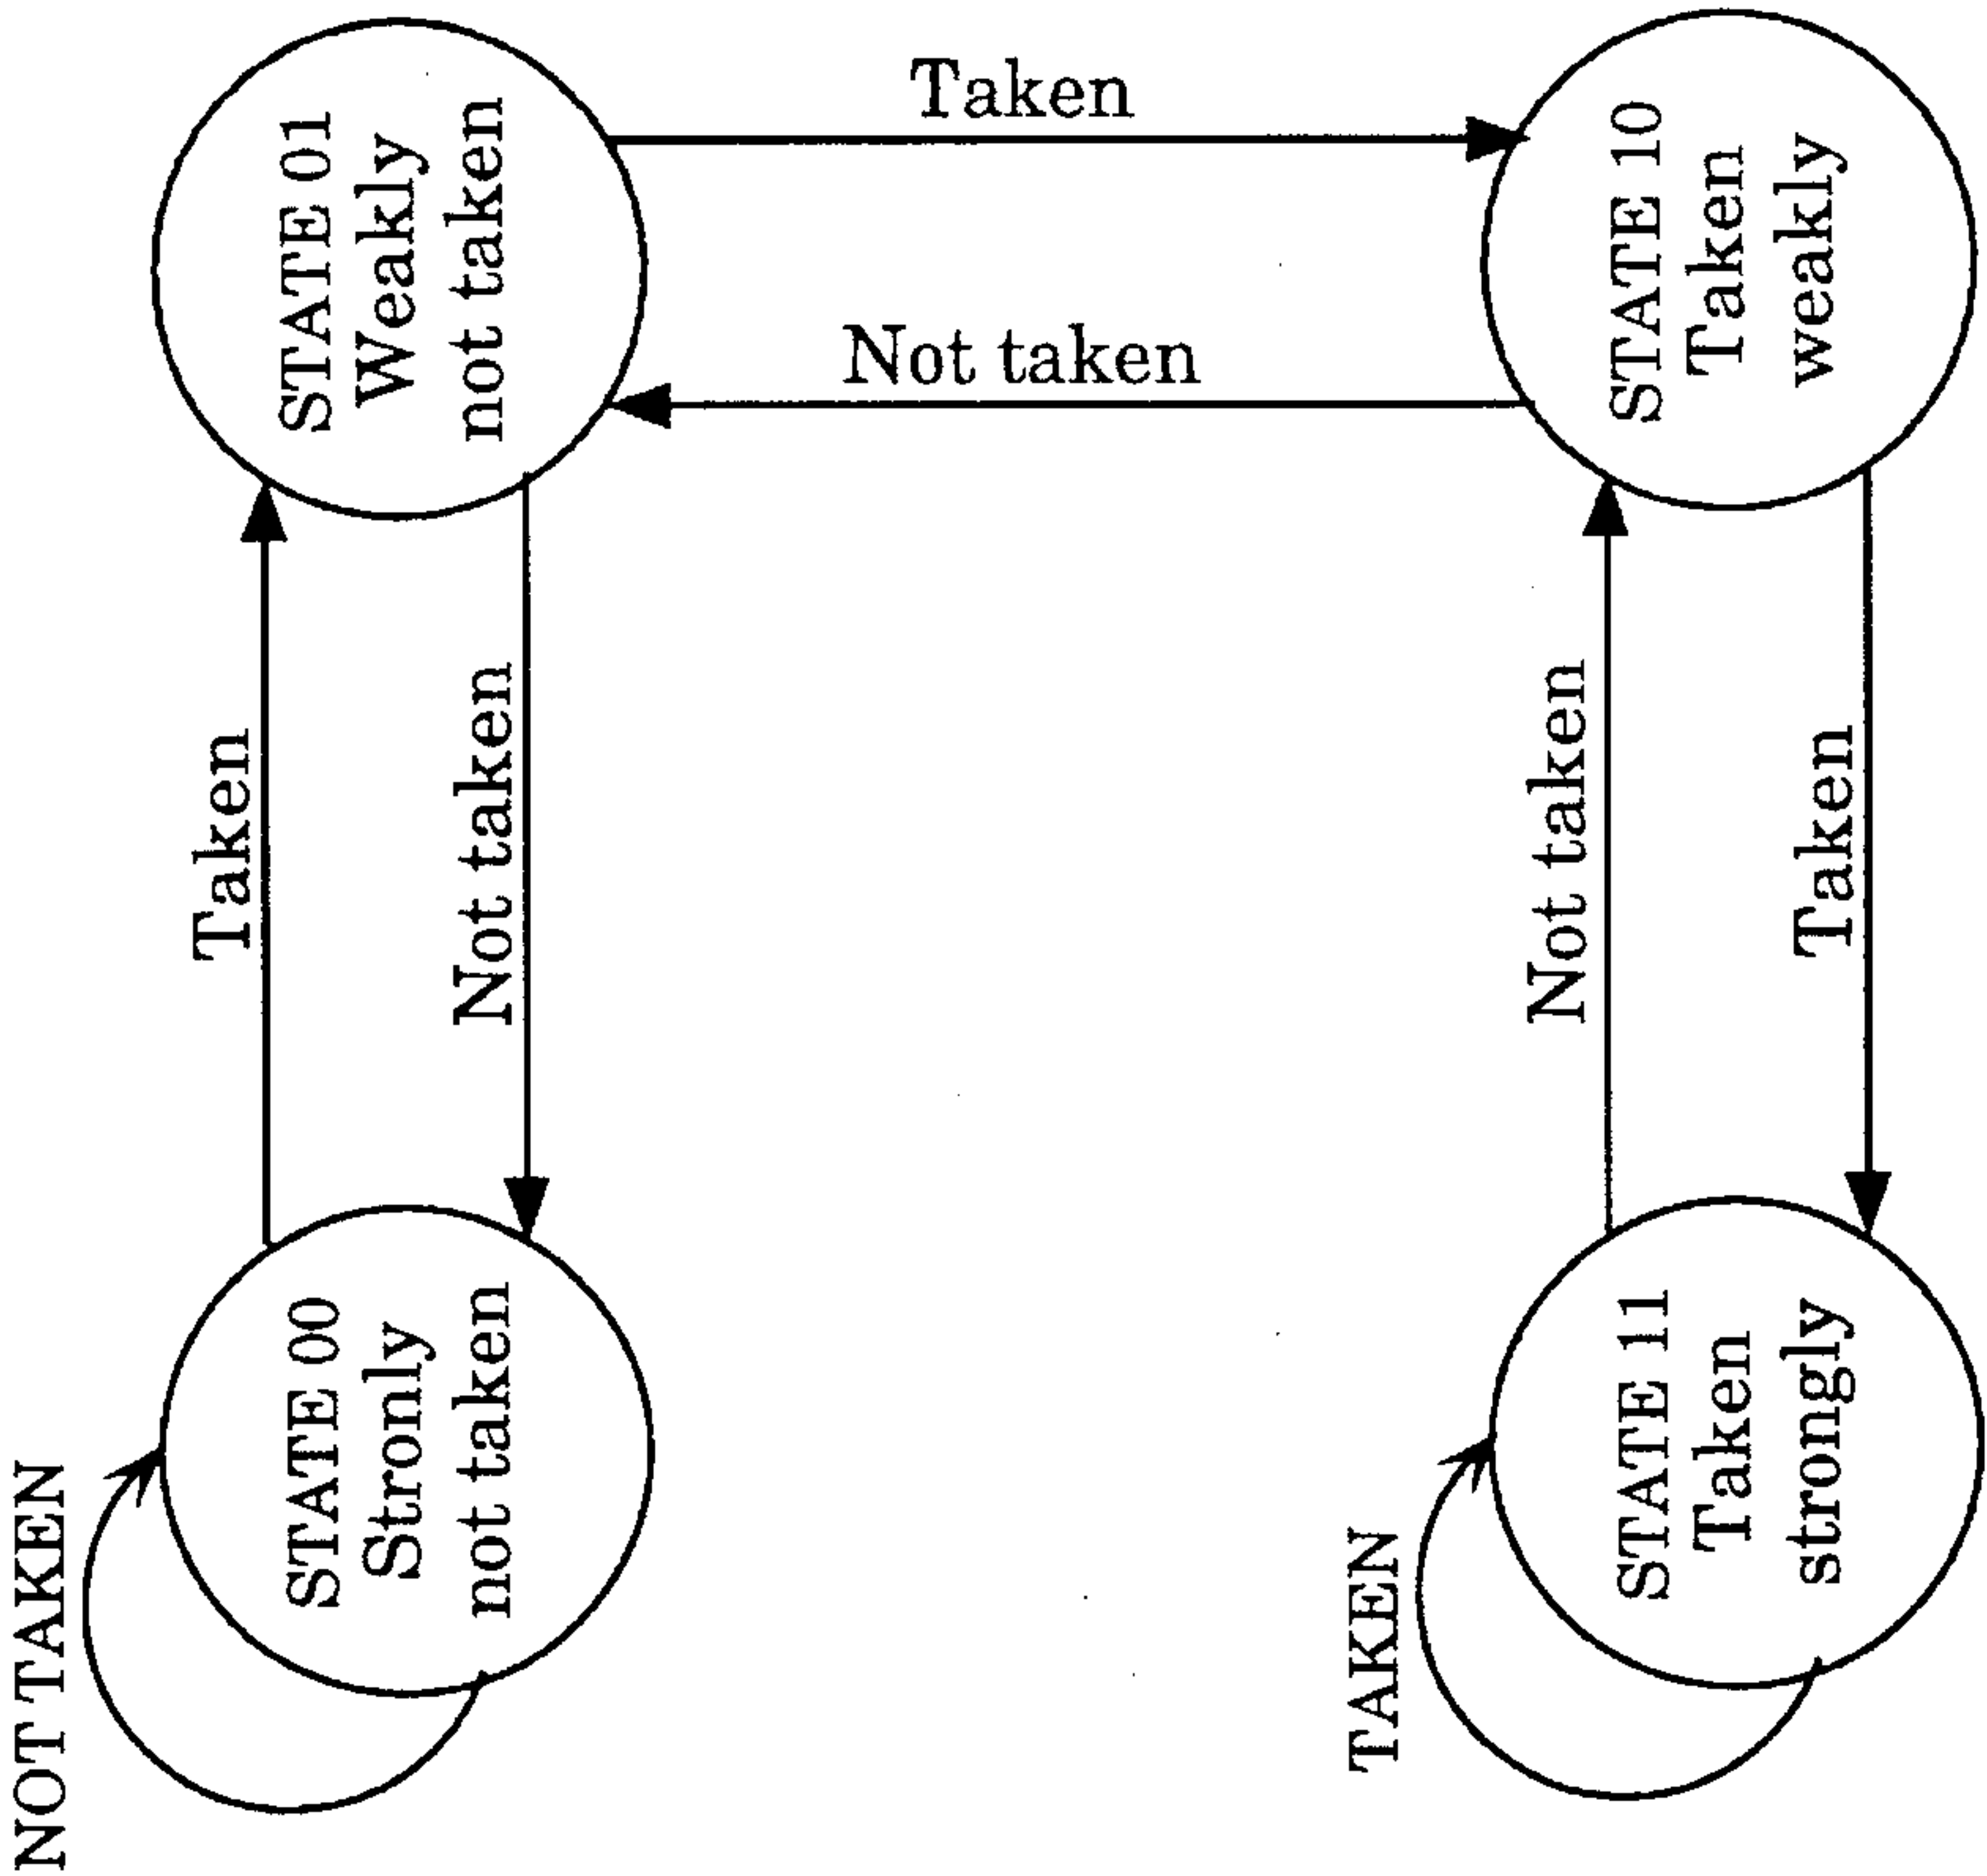 STATE 01
Weakly
not taken
Taken
STATE 10
Taken
weakly
Not taken
Taken
Not taken
Not taken
Taken
NOT TAKEN
STATE 00
Stronly
not taken
TAKEN
STATE 11
Taken
strongly